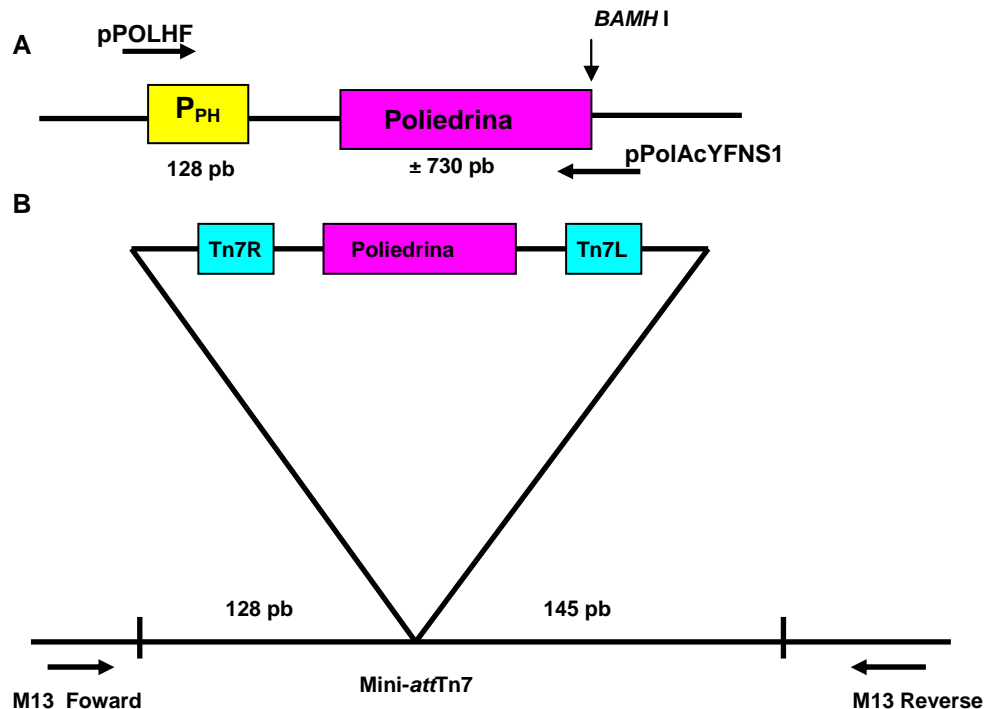 A
pPOLHF
BAMH I
PPH
Poliedrina
128 pb
± 730 pb
pPolAcYFNS1
B
Tn7R
Poliedrina
Tn7L
128 pb
145 pb
Mini-attTn7
M13 Foward
M13 Reverse